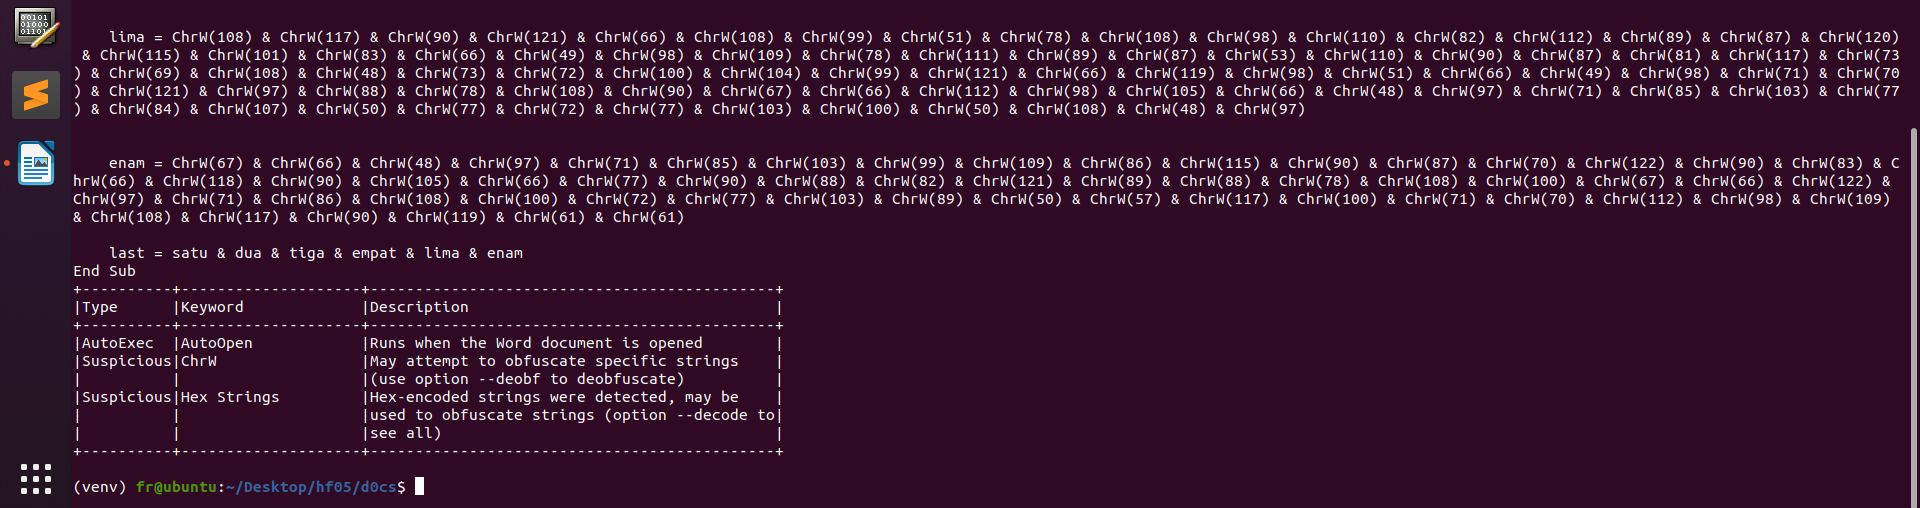 00101
01000
01101
    lima = ChrW(108) & ChrW(117) & ChrW(90) & ChrW(121) & ChrW(66) & ChrW(108) & ChrW(99) & ChrW(51) & ChrW(78) & ChrW(108) & ChrW(98) & ChrW(110) & ChrW(82) & ChrW(112) & ChrW(89) & ChrW(87) & ChrW(120)
 & ChrW(115) & ChrW(101) & ChrW(83) & ChrW(66) & ChrW(49) & ChrW(98) & ChrW(109) & ChrW(78) & ChrW(111) & ChrW(89) & ChrW(87) & ChrW(53) & ChrW(110) & ChrW(90) & ChrW(87) & ChrW(81) & ChrW(117) & ChrW(73
) & ChrW(69) & ChrW(108) & ChrW(48) & ChrW(73) & ChrW(72) & ChrW(100) & ChrW(104) & ChrW(99) & ChrW(121) & ChrW(66) & ChrW(119) & ChrW(98) & ChrW(51) & ChrW(66) & ChrW(49) & ChrW(98) & ChrW(71) & ChrW(70
) & ChrW(121) & ChrW(97) & ChrW(88) & ChrW(78) & ChrW(108) & ChrW(90) & ChrW(67) & ChrW(66) & ChrW(112) & ChrW(98) & ChrW(105) & ChrW(66) & ChrW(48) & ChrW(97) & ChrW(71) & ChrW(85) & ChrW(103) & ChrW(77
) & ChrW(84) & ChrW(107) & ChrW(50) & ChrW(77) & ChrW(72) & ChrW(77) & ChrW(103) & ChrW(100) & ChrW(50) & ChrW(108) & ChrW(48) & ChrW(97)
    enam = ChrW(67) & ChrW(66) & ChrW(48) & ChrW(97) & ChrW(71) & ChrW(85) & ChrW(103) & ChrW(99) & ChrW(109) & ChrW(86) & ChrW(115) & ChrW(90) & ChrW(87) & ChrW(70) & ChrW(122) & ChrW(90) & ChrW(83) & C
hrW(66) & ChrW(118) & ChrW(90) & ChrW(105) & ChrW(66) & ChrW(77) & ChrW(90) & ChrW(88) & ChrW(82) & ChrW(121) & ChrW(89) & ChrW(88) & ChrW(78) & ChrW(108) & ChrW(100) & ChrW(67) & ChrW(66) & ChrW(122) &
ChrW(97) & ChrW(71) & ChrW(86) & ChrW(108) & ChrW(100) & ChrW(72) & ChrW(77) & ChrW(103) & ChrW(89) & ChrW(50) & ChrW(57) & ChrW(117) & ChrW(100) & ChrW(71) & ChrW(70) & ChrW(112) & ChrW(98) & ChrW(109)
& ChrW(108) & ChrW(117) & ChrW(90) & ChrW(119) & ChrW(61) & ChrW(61)
    last = satu & dua & tiga & empat & lima & enam
End Sub
+----------+--------------------+---------------------------------------------+
|Type      |Keyword             |Description                                  |
+----------+--------------------+---------------------------------------------+
|AutoExec  |AutoOpen            |Runs when the Word document is opened        |
|Suspicious|ChrW                |May attempt to obfuscate specific strings    |
|          |                    |(use option --deobf to deobfuscate)          |
|Suspicious|Hex Strings         |Hex-encoded strings were detected, may be    |
|          |                    |used to obfuscate strings (option --decode to|
|          |                    |see all)                                     |
+----------+--------------------+---------------------------------------------+
(venv) fr@ubuntu:~/Desktop/hf05/d0cs$